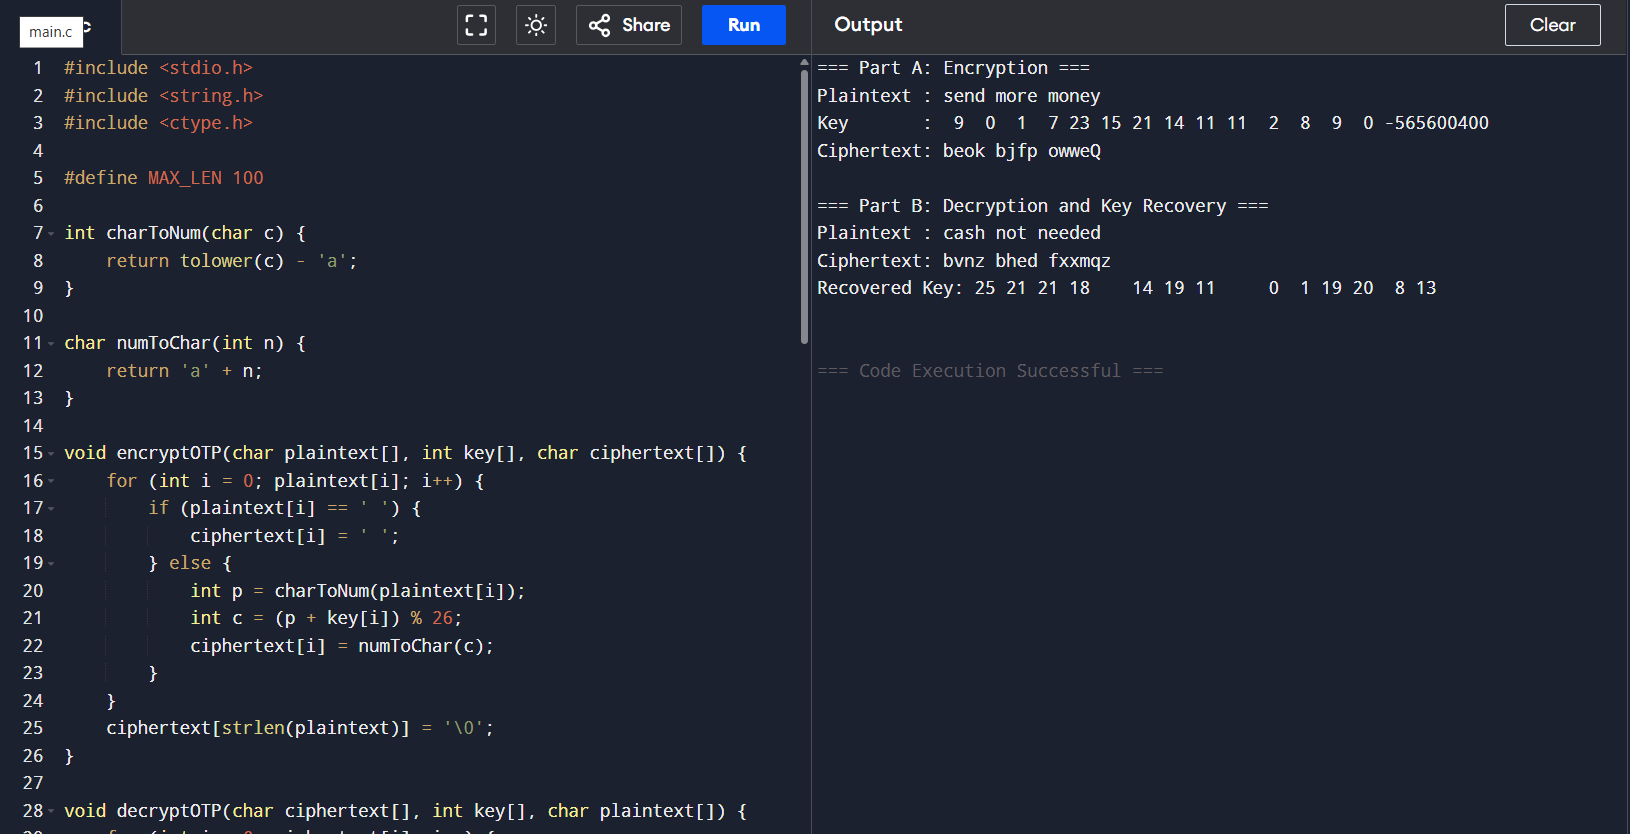 main.c
Share
Run
Output
Clear
1 #include <stdio.h>
2 #include <string.h>
3 #include <ctype.h>
4
5 #define MAX_LEN 100
6
7 int charToNum(char c) {
8     return tolower(c) - 'a';
9 }
10
11 char numToChar(int n) {
12     return 'a' + n;
13 }
14
15 void encryptOTP(char plaintext[], int key[], char ciphertext[]) {
16     for (int i = 0; plaintext[i]; i++) {
17         if (plaintext[i] == ' ') {
18             ciphertext[i] = ' ';
19         } else {
20             int p = charToNum(plaintext[i]);
21             int c = (p + key[i]) % 26;
22             ciphertext[i] = numToChar(c);
23         }
24     }
25     ciphertext[strlen(plaintext)] = '\0';
26 }
27
28 void decryptOTP(char ciphertext[], int key[], char plaintext[]) {
=== Part A: Encryption ===
Plaintext : send more money
Key       :  9  0  1  7 23 15 21 14 11 11  2  8  9  0 -565600400
Ciphertext: beok bjfp owweQ

=== Part B: Decryption and Key Recovery ===
Plaintext : cash not needed
Ciphertext: bvnz bhed fxxmqz
Recovered Key: 25 21 21 18    14 19 11     0  1 19 20  8 13

=== Code Execution Successful ===